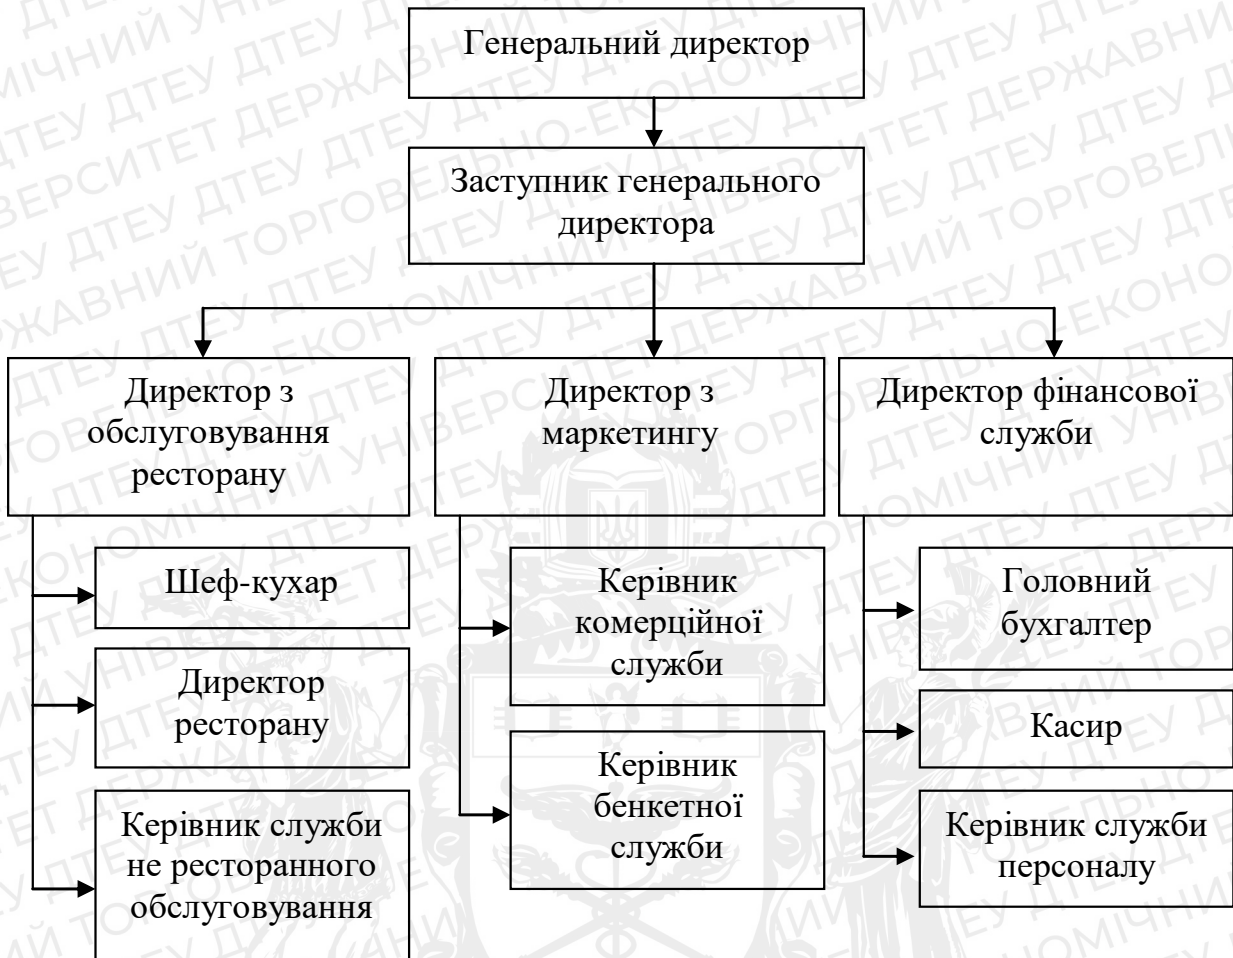 Генеральний директор
Заступник генерального
директора
Директор з
обслуговування
ресторану
Директор з
маркетингу
Директор фінансової
служби
Шеф-кухар
Директор
ресторану
Керівник служби
не ресторанного
обслуговування
Керівник
комерційної
служби
Керівник
бенкетної
служби
Головний
бухгалтер
Касир
Керівник служби
персоналу